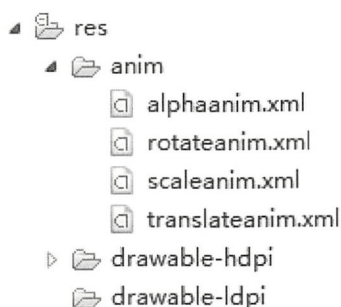 res
anim
alphaanim.xml
rotateanim.xml
scaleanim.xml
translateanim.xml
drawable-hdpi
drawable-ldpi